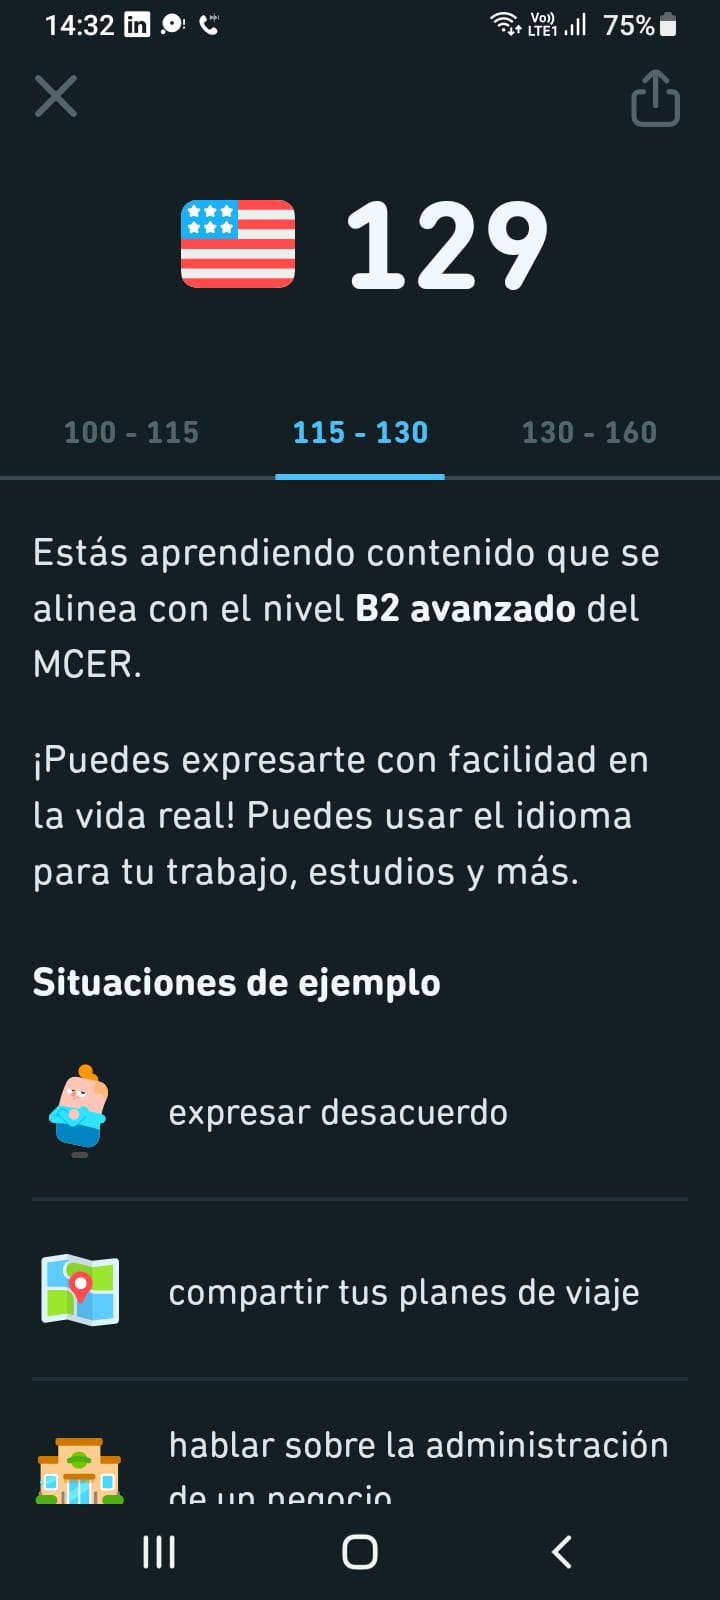 14:32
in
Vo))
LTE1
75%
129
100 - 115
115 - 130
130 - 160
Estás aprendiendo contenido que se
alinea con el nivel B2 avanzado del
MCER.
¡Puedes expresarte con facilidad en
la vida real! Puedes usar el idioma
para tu trabajo, estudios y más.
Situaciones de ejemplo
expresar desacuerdo
compartir tus planes de viaje
hablar sobre la administración
de un negocio